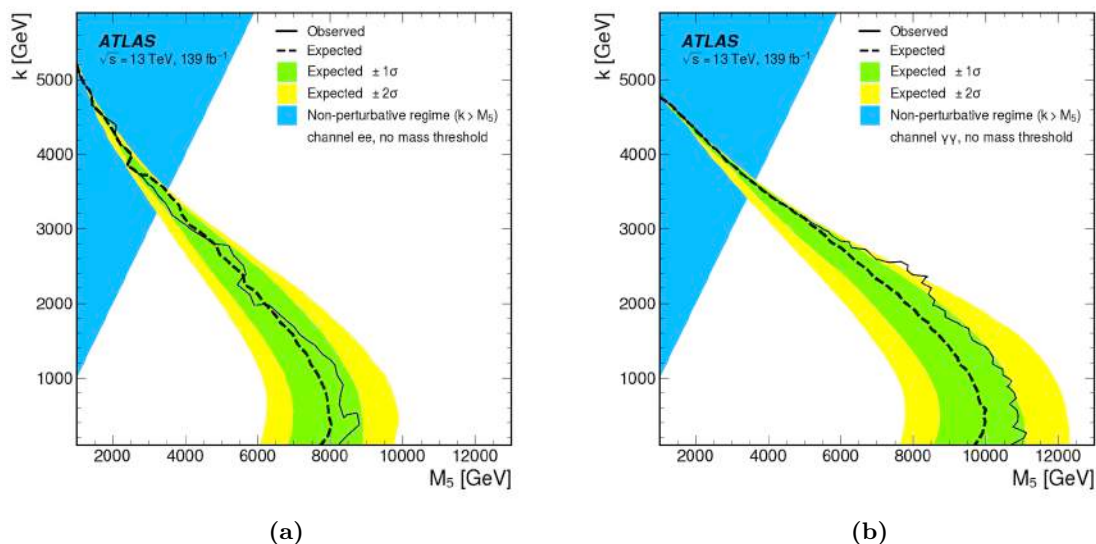 k [GeV]
5000
4000
3000
2000
1000
ATLAS
√s = 13 TeV, 139 fb⁻¹
Observed
Expected
Expected ± 1σ
Expected ± 2σ
Non-perturbative regime (k > M₅)
channel ee, no mass threshold
2000 4000 6000 8000 10000 12000
M₅ [GeV]
(a)
k [GeV]
5000
4000
3000
2000
1000
ATLAS
√s = 13 TeV, 139 fb⁻¹
Observed
Expected
Expected ± 1σ
Expected ± 2σ
Non-perturbative regime (k > M₅)
channel γγ, no mass threshold
2000 4000 6000 8000 10000 12000
M₅ [GeV]
(b)